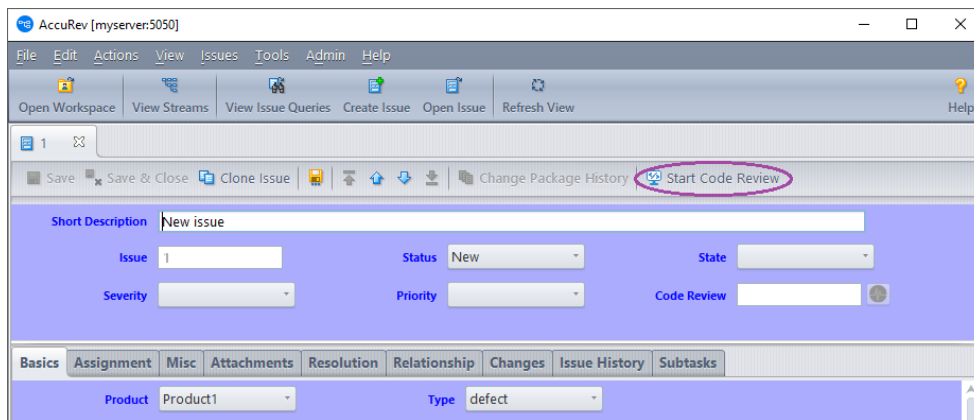 AccuRev [myserver:5050]
File Edit Actions View Issues Tools Admin Help
Open Workspace View Streams View Issue Queries Create Issue Open Issue Refresh View Help
1
Save Save & Close Clone Issue Change Package History Start Code Review
Short Description New issue
Issue 1 Status New State
Severity Priority Code Review
Basics Assignment Misc Attachments Resolution Relationship Changes Issue History Subtasks
Product Product1 Type defect